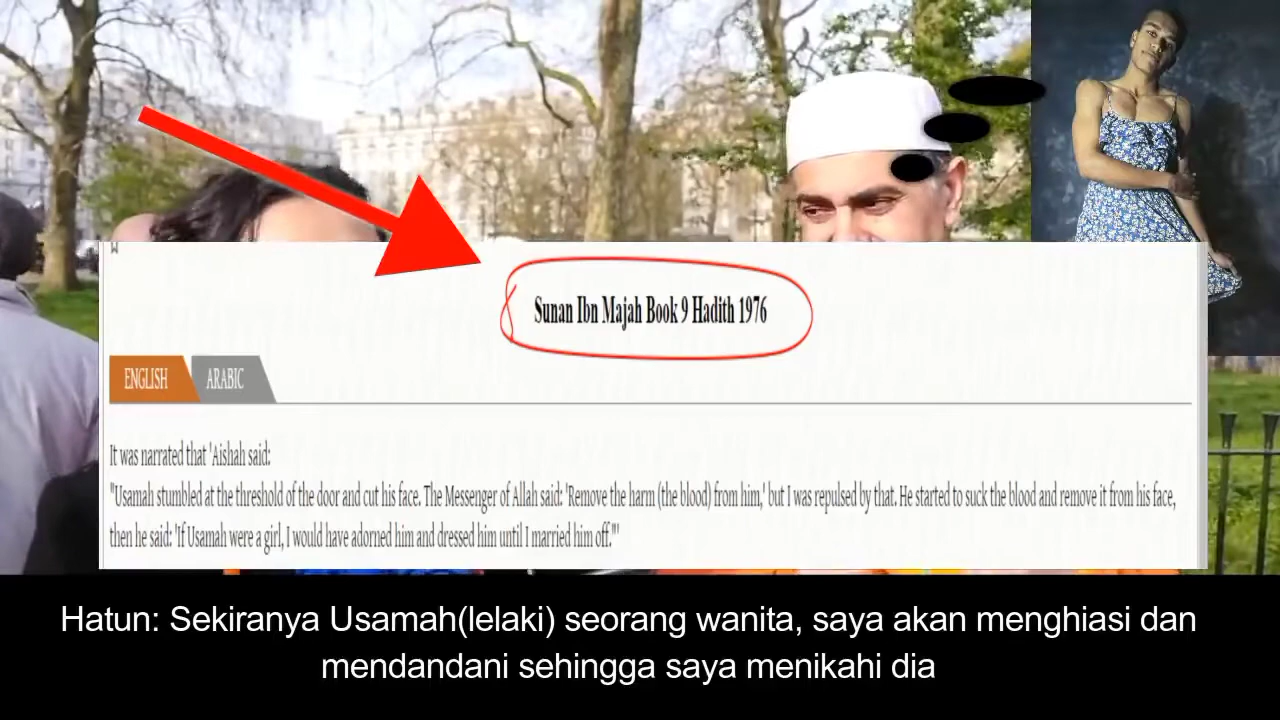 Sunan Ibn Majah Book 9 Hadith 1976
ENGLISH ARABIC
It was narrated that 'Aishah said:
"Usamah stumbled at the threshold of the door and cut his face. The Messenger of Allah said: 'Remove the harm (the blood) from him,' but I was repulsed by that. He started to suck the blood and remove it from his face,
then he said: 'If Usamah were a girl, I would have adorned him and dressed him until I married him off.'"
Hatun: Sekiranya Usamah(lelaki) seorang wanita, saya akan menghiasi dan
mendandani sehingga saya menikahi dia